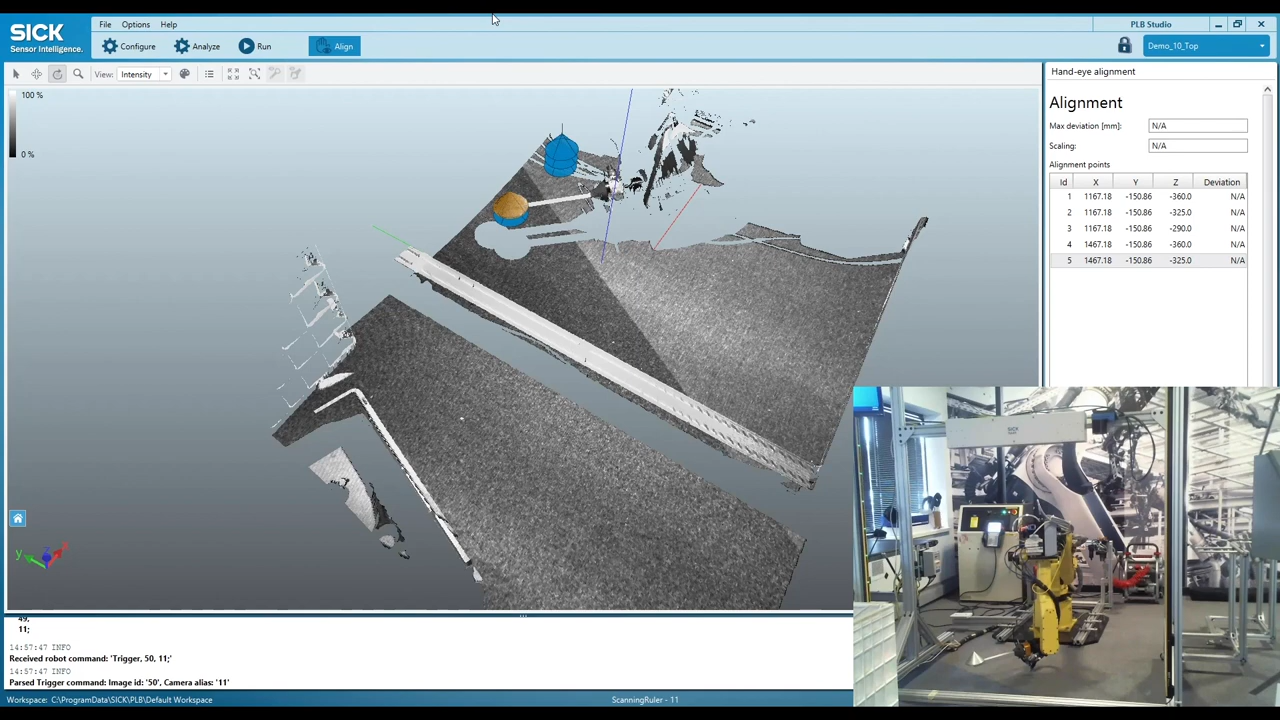 SICK
Sensor Intelligence.
File Options Help
PLB Studio
Configure Analyze Run Align
Demo_10_Top
View: Intensity
Hand-eye alignment
100 %
0 %
Alignment
Max deviation [mm]: N/A
Scaling: N/A
Alignment points
Id X Y Z Deviation
1 1167.18 -150.86 -360.0 N/A
2 1167.18 -150.86 -325.0 N/A
3 1167.18 -150.86 -290.0 N/A
4 1467.18 -150.86 -360.0 N/A
5 1467.18 -150.86 -325.0 N/A
SICK
y
49,
11;
14:57:47 INFO
Received robot command: 'Trigger, 50, 11;'
14:57:47 INFO
Parsed Trigger command: Image id: '50', Camera alias: '11'
Workspace: C:\ProgramData\SICK\PLB\Default Workspace
ScanningRuler - 11